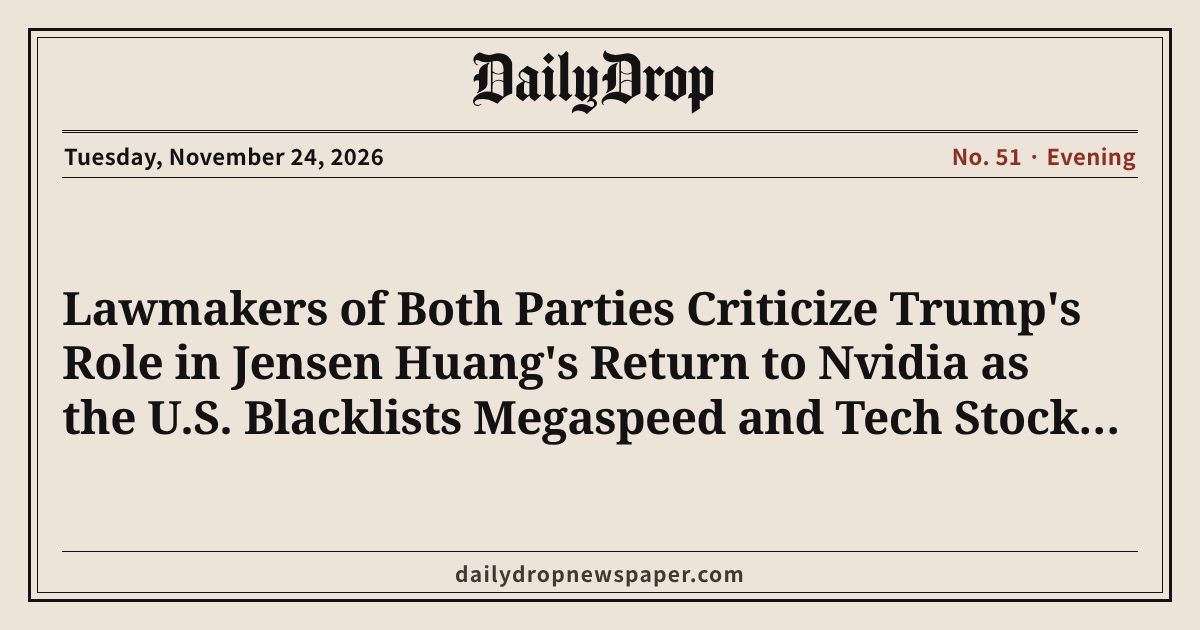 DailyDrop
Tuesday, November 24, 2026
No. 51 · Evening
Lawmakers of Both Parties Criticize Trump's
Role in Jensen Huang's Return to Nvidia as
the U.S. Blacklists Megaspeed and Tech Stock...
dailydropnewspaper.com